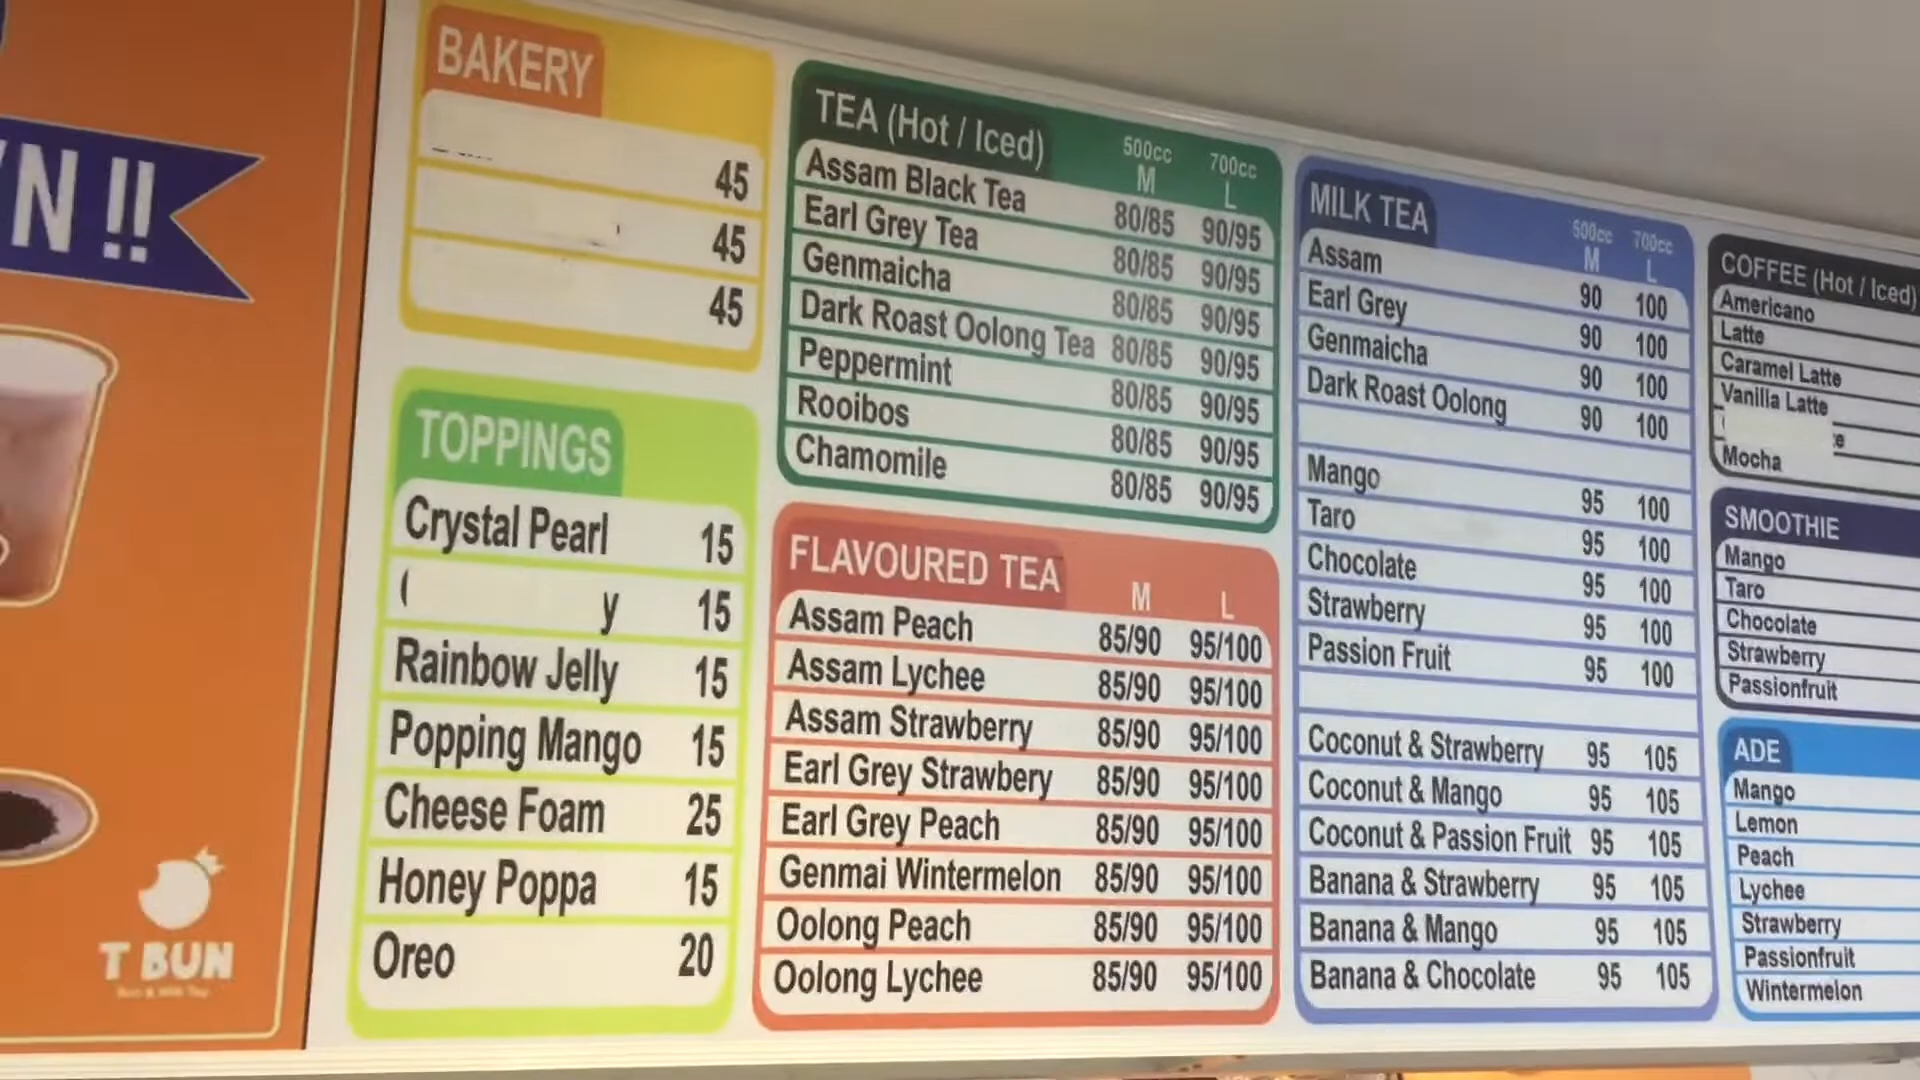 N !!
T BUN
BAKERY
45
45
45
TOPPINGS
Crystal Pearl 15
y 15
Rainbow Jelly 15
Popping Mango 15
Cheese Foam 25
Honey Poppa 15
Oreo 20
TEA (Hot / Iced) 500cc M 700cc L
Assam Black Tea 80/85 90/95
Earl Grey Tea 80/85 90/95
Genmaicha 80/85 90/95
Dark Roast Oolong Tea 80/85 90/95
Peppermint 80/85 90/95
Rooibos 80/85 90/95
Chamomile 80/85 90/95
FLAVOURED TEA M L
Assam Peach 85/90 95/100
Assam Lychee 85/90 95/100
Assam Strawberry 85/90 95/100
Earl Grey Strawbery 85/90 95/100
Earl Grey Peach 85/90 95/100
Genmai Wintermelon 85/90 95/100
Oolong Peach 85/90 95/100
Oolong Lychee 85/90 95/100
MILK TEA 500cc M 700cc L
Assam 90 100
Earl Grey 90 100
Genmaicha 90 100
Dark Roast Oolong 90 100
Mango 95 100
Taro 95 100
Chocolate 95 100
Strawberry 95 100
Passion Fruit 95 100
Coconut & Strawberry 95 105
Coconut & Mango 95 105
Coconut & Passion Fruit 95 105
Banana & Strawberry 95 105
Banana & Mango 95 105
Banana & Chocolate 95 105
COFFEE (Hot / Iced)
Americano
Latte
Caramel Latte
Vanilla Latte
e
Mocha
SMOOTHIE
Mango
Taro
Chocolate
Strawberry
Passionfruit
ADE
Mango
Lemon
Peach
Lychee
Strawberry
Passionfruit
Wintermelon